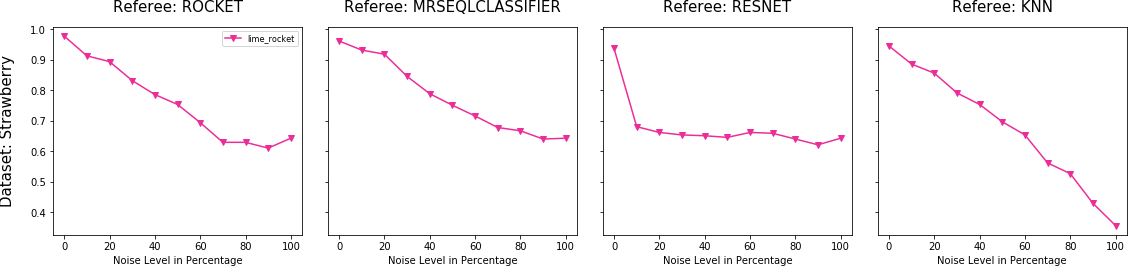 Referee: ROCKET
Referee: MRSEQLCLASSIFIER
Referee: RESNET
Referee: KNN
Dataset: Strawberry
1.0
0.9
0.8
0.7
0.6
0.5
0.4
lime_rocket
0 20 40 60 80 100
0 20 40 60 80 100
0 20 40 60 80 100
0 20 40 60 80 100
Noise Level in Percentage
Noise Level in Percentage
Noise Level in Percentage
Noise Level in Percentage